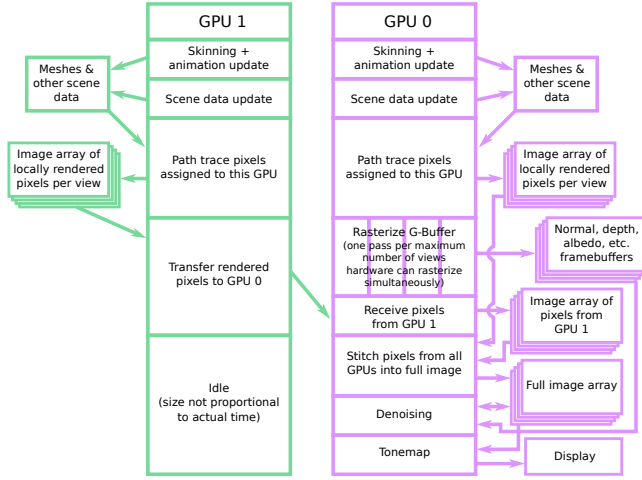 GPU 1
Skinning +
animation update
Scene data update
Path trace pixels
assigned to this GPU
Transfer rendered
pixels to GPU 0
Idle
(size not proportional
to actual time)
Meshes &
other scene
data
Image array of
locally rendered
pixels per view
GPU 0
Skinning +
animation update
Scene data update
Path trace pixels
assigned to this GPU
Rasterize G-Buffer
(one pass per maximum
number of views
hardware can rasterize
simultaneously)
Receive pixels
from GPU 1
Stitch pixels from all
GPUs into full image
Denoising
Tonemap
Meshes &
other scene
data
Image array of
locally rendered
pixels per view
Normal, depth,
albedo, etc.
framebuffers
Image array of
pixels from
GPU 1
Full image array
Display